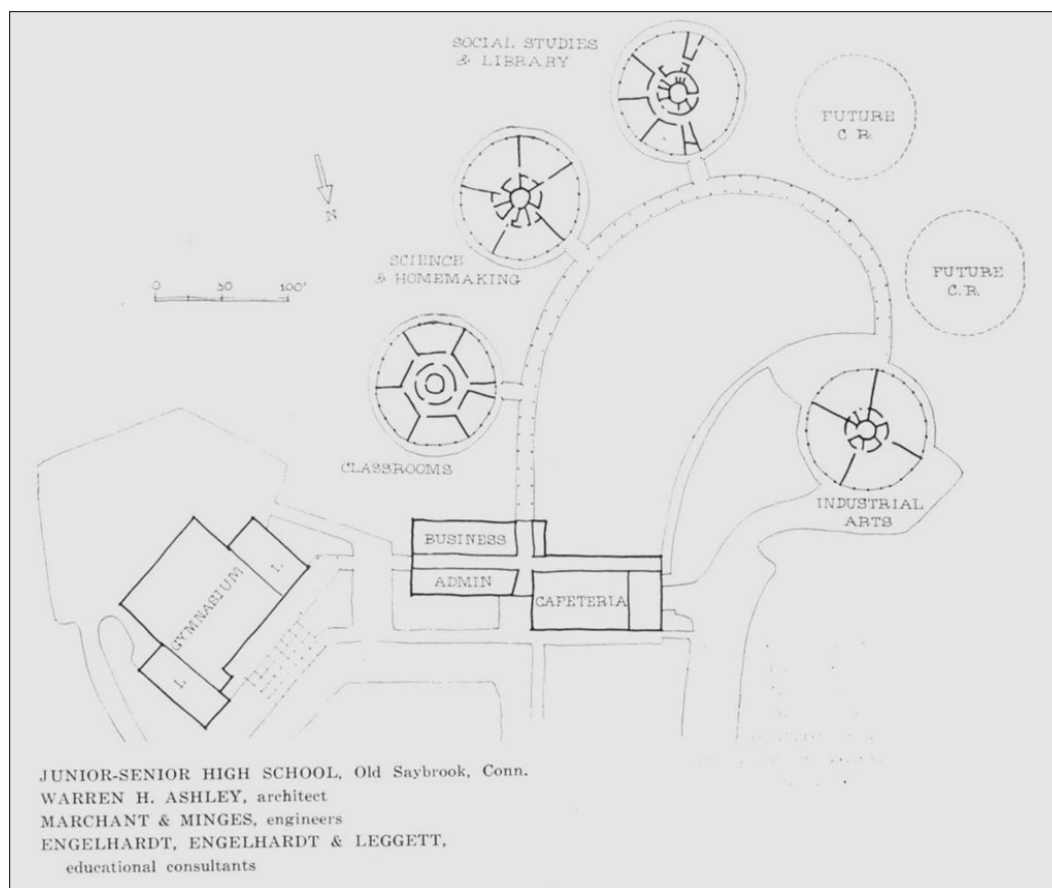 SOCIAL STUDIES
& LIBRARY
FUTURE
C R.
N
SCIENCE
& HOMEMAKING
FUTURE
C.R.
0 50 100'
CLASSROOMS
INDUSTRIAL
ARTS
BUSINESS
L
ADMIN
CAFETERIA
GYMNASIUM
L
JUNIOR-SENIOR HIGH SCHOOL, Old Saybrook, Conn.
WARREN H. ASHLEY, architect
MARCHANT & MINGES, engineers
ENGELHARDT, ENGELHARDT & LEGGETT,
educational consultants